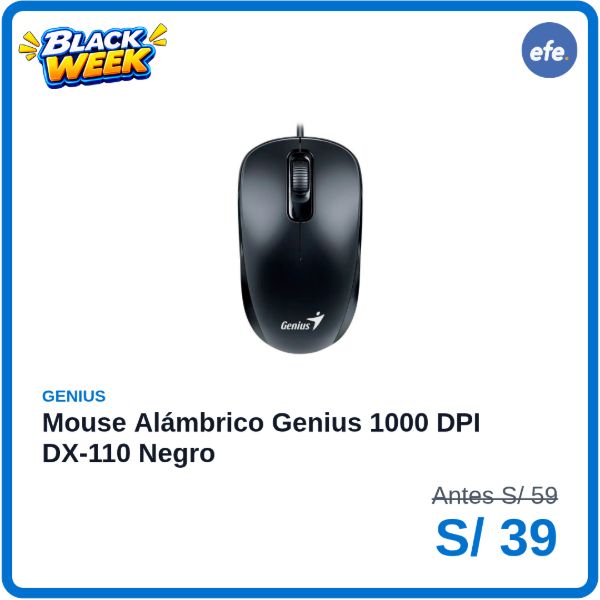 BLACK
WEEK
efe.
Genius
GENIUS
Mouse Alámbrico Genius 1000 DPI
DX-110 Negro
Antes S/ 59
S/ 39